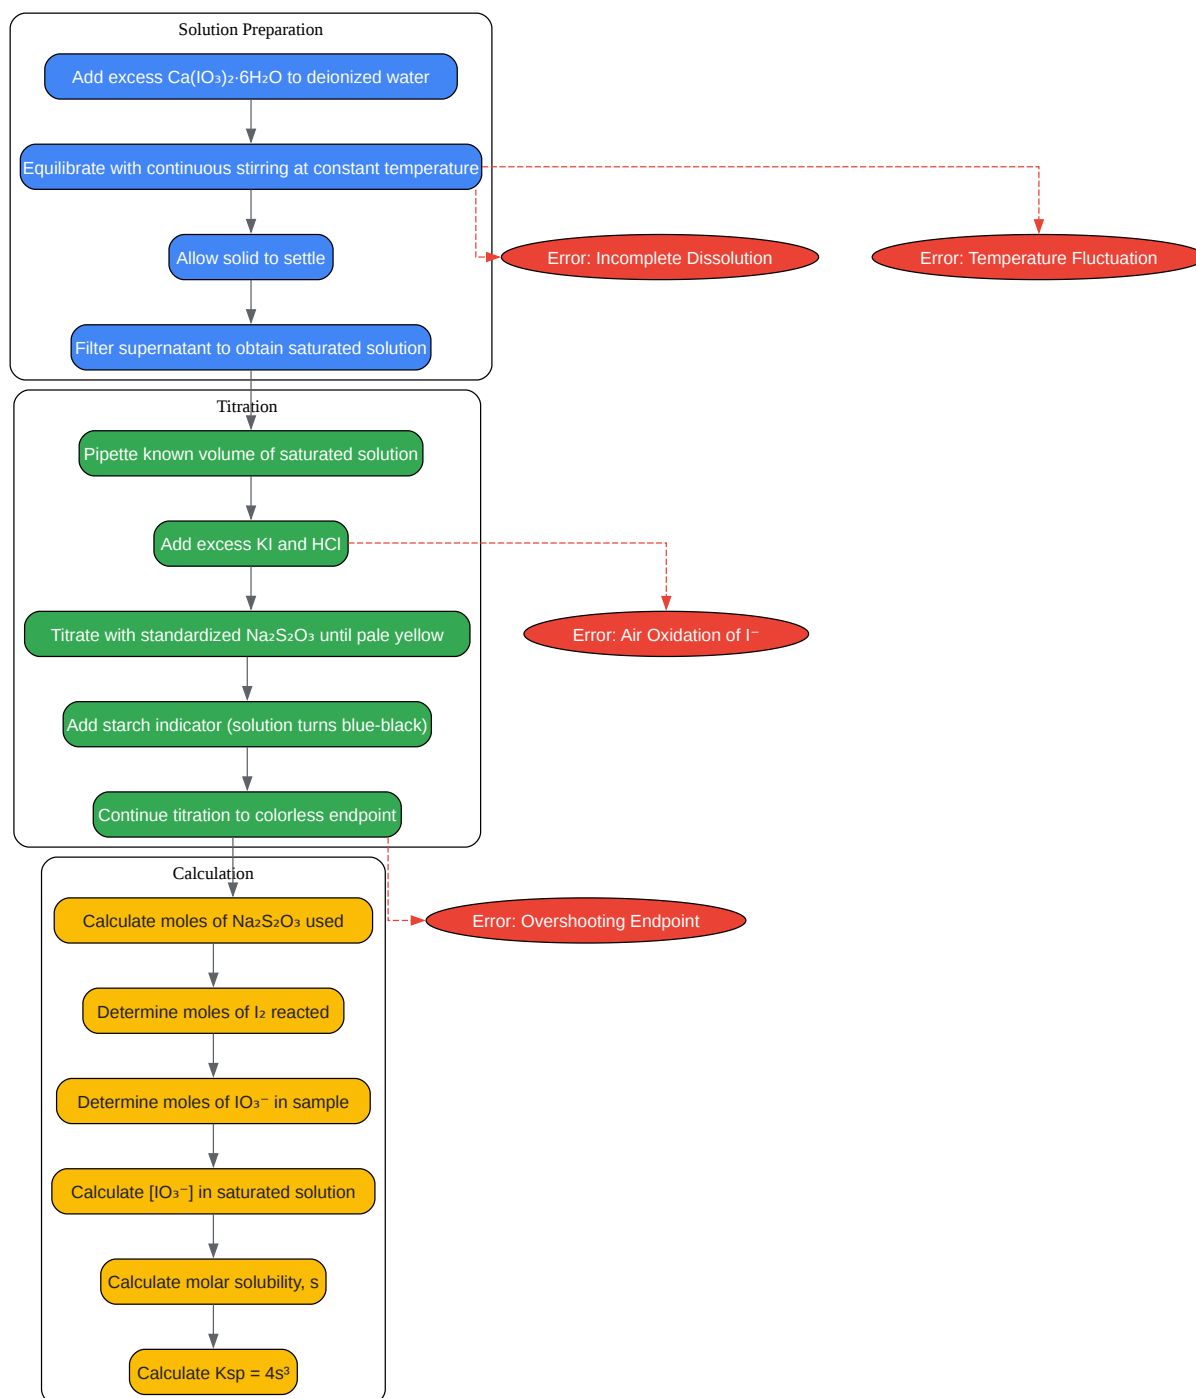 Solution Preparation
Add excess Ca(IO₃)₂·6H₂O to deionized water
Equilibrate with continuous stirring at constant temperature
Allow solid to settle
Error: Incomplete Dissolution
Error: Temperature Fluctuation
Filter supernatant to obtain saturated solution
Titration
Pipette known volume of saturated solution
Add excess KI and HCl
Titrate with standardized Na₂S₂O₃ until pale yellow
Error: Air Oxidation of I⁻
Add starch indicator (solution turns blue-black)
Continue titration to colorless endpoint
Calculation
Calculate moles of Na₂S₂O₃ used
Error: Overshooting Endpoint
Determine moles of I₂ reacted
Determine moles of IO₃⁻ in sample
Calculate [IO₃⁻] in saturated solution
Calculate molar solubility, s
Calculate Ksp = 4s³